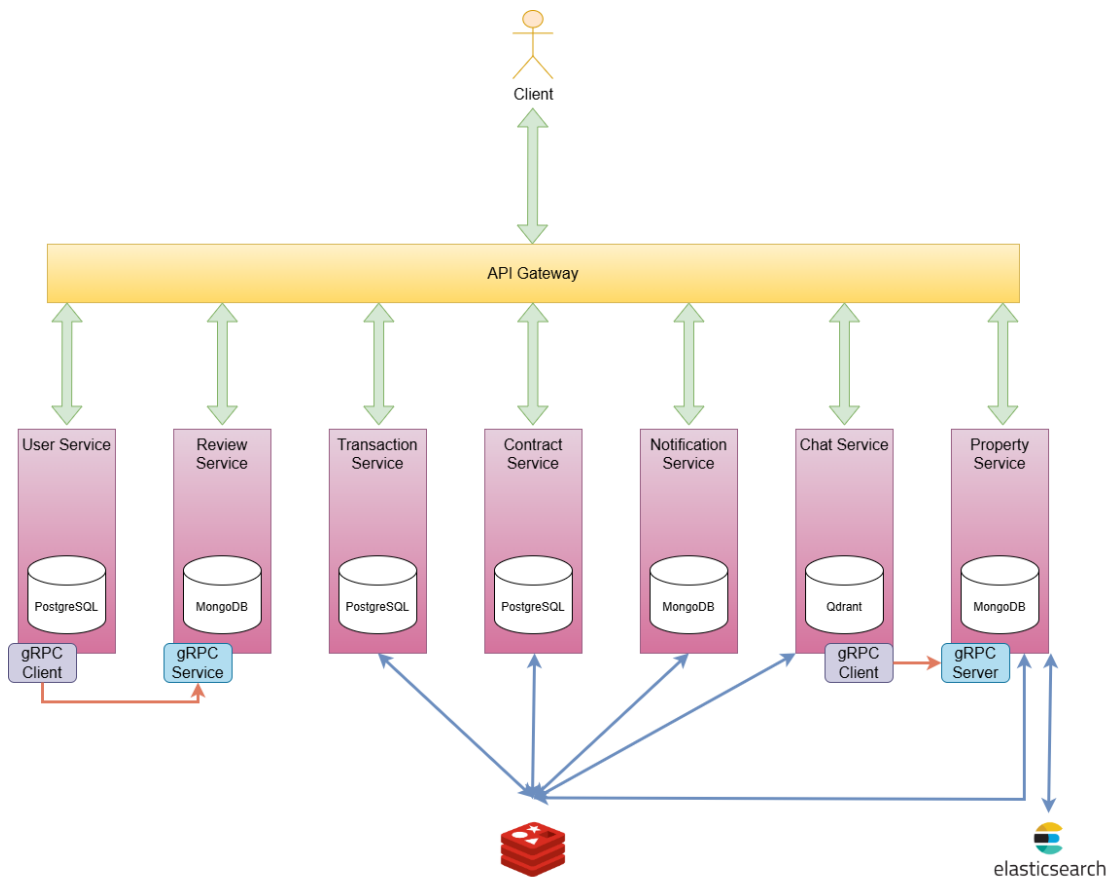 Client
API Gateway
User Service
Review
Service
Transaction
Service
Contract
Service
Notification
Service
Chat Service
Property
Service
PostgreSQL
MongoDB
PostgreSQL
PostgreSQL
MongoDB
Qdrant
MongoDB
gRPC
Client
gRPC
Service
gRPC
Client
gRPC
Server
elasticsearch